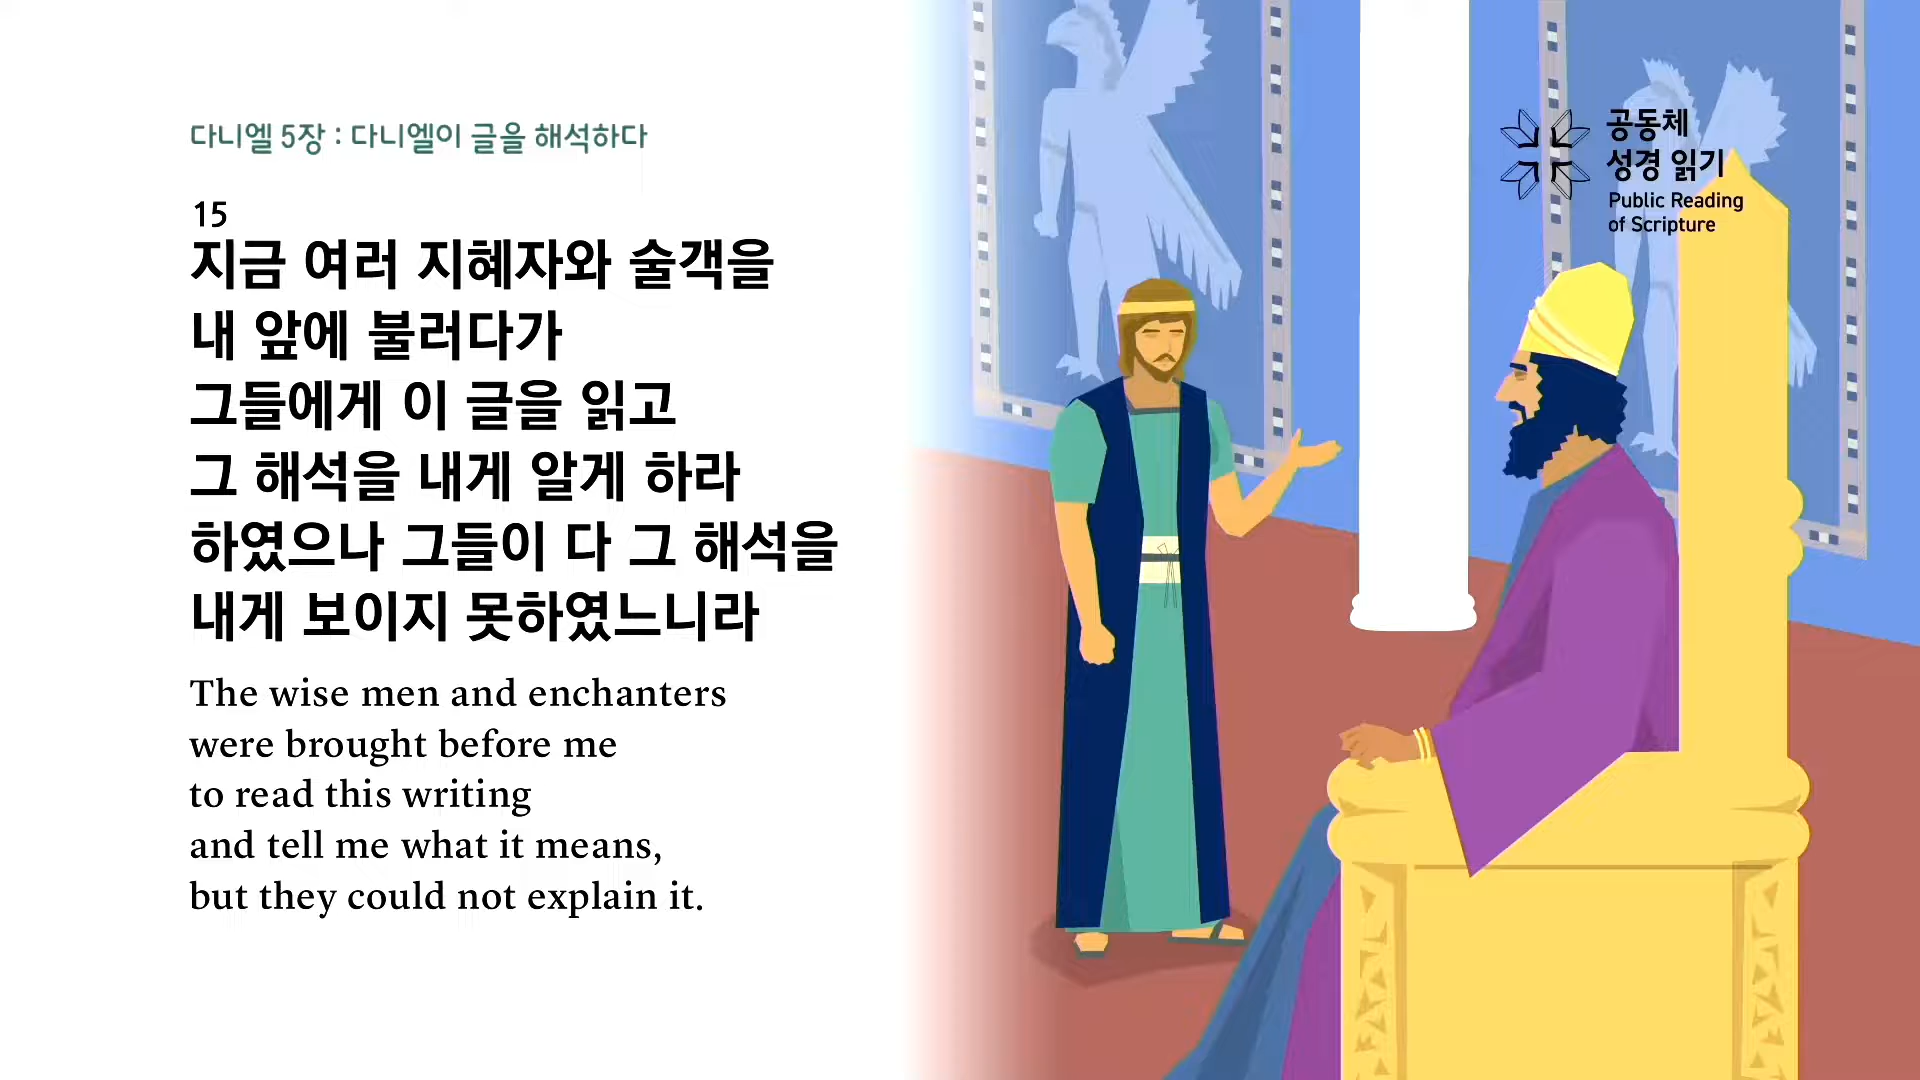 다니엘 5장 : 다니엘이 글을 해석하다
15
지금 여러 지혜자와 술객을
내 앞에 불러다가
그들에게 이 글을 읽고
그 해석을 내게 알게 하라
하였으나 그들이 다 그 해석을
내게 보이지 못하였느니라
The wise men and enchanters
were brought before me
to read this writing
and tell me what it means,
but they could not explain it.
공동체
성경 읽기
Public Reading
of Scripture